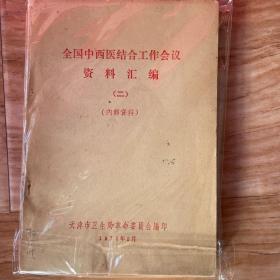 全国中西医结合工作会议
资料汇编
(二)
(内部资料)
天津市卫生局革命委员会编印